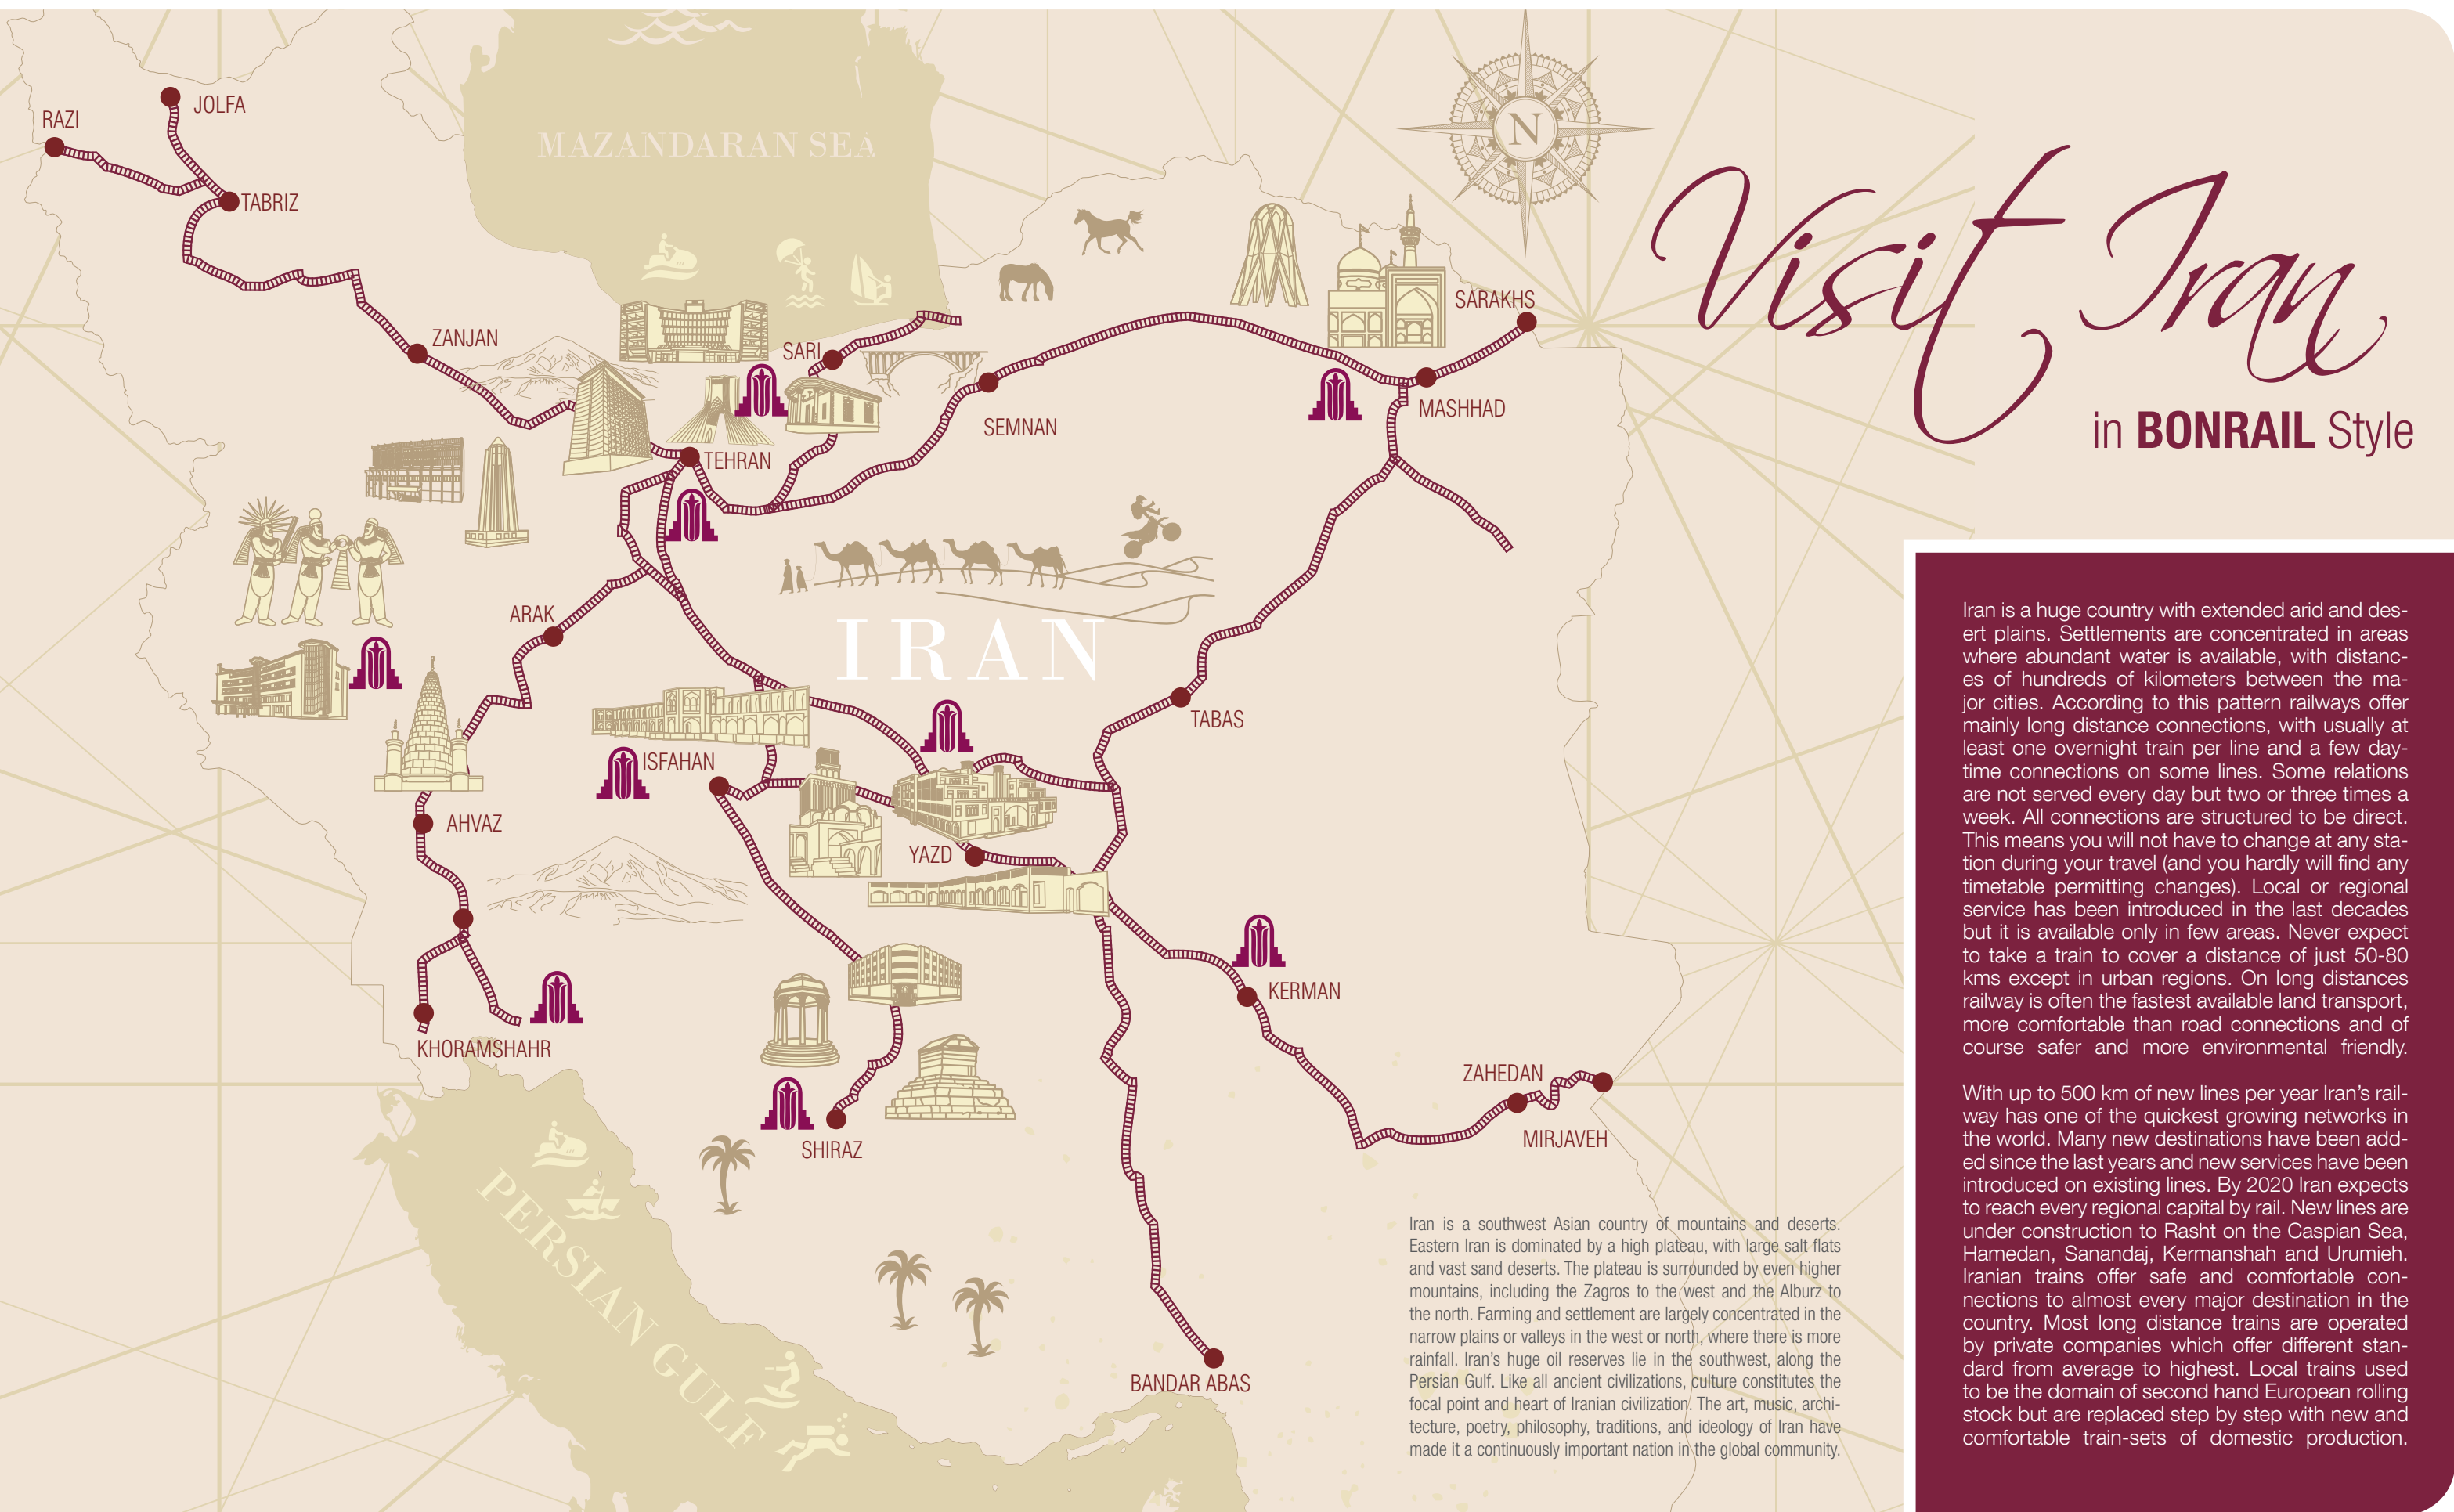 JOLFA
RAZI
TABRIZ
MAZANDARAN SEA
N
Visit Iran
in BONRAIL Style
ZANJAN
SARI
SEMNAN
SARAKHS
MASHHAD
TEHRAN
ARAK
IRAN
TABAS
ISFAHAN
AHVAZ
YAZD
KERMAN
KHORAMSHAHR
ZAHEDAN
MIRJAVEH
SHIRAZ
PERSIAN GULF
BANDAR ABAS
Iran is a southwest Asian country of mountains and deserts.
Eastern Iran is dominated by a high plateau, with large salt flats
and vast sand deserts. The plateau is surrounded by even higher
mountains, including the Zagros to the west and the Alburz to
the north. Farming and settlement are largely concentrated in the
narrow plains or valleys in the west or north, where there is more
rainfall. Iran's huge oil reserves lie in the southwest, along the
Persian Gulf. Like all ancient civilizations, culture constitutes the
focal point and heart of Iranian civilization. The art, music, archi-
tecture, poetry, philosophy, traditions, and ideology of Iran have
made it a continuously important nation in the global community.
Iran is a huge country with extended arid and des-
ert plains. Settlements are concentrated in areas
where abundant water is available, with distanc-
es of hundreds of kilometers between the ma-
jor cities. According to this pattern railways offer
mainly long distance connections, with usually at
least one overnight train per line and a few day-
time connections on some lines. Some relations
are not served every day but two or three times a
week. All connections are structured to be direct.
This means you will not have to change at any sta-
tion during your travel (and you hardly will find any
timetable permitting changes). Local or regional
service has been introduced in the last decades
but it is available only in few areas. Never expect
to take a train to cover a distance of just 50-80
kms except in urban regions. On long distances
railway is often the fastest available land transport,
more comfortable than road connections and of
course safer and more environmental friendly.
With up to 500 km of new lines per year Iran's rail-
way has one of the quickest growing networks in
the world. Many new destinations have been add-
ed since the last years and new services have been
introduced on existing lines. By 2020 Iran expects
to reach every regional capital by rail. New lines are
under construction to Rasht on the Caspian Sea,
Hamedan, Sanandaj, Kermanshah and Urumieh.
Iranian trains offer safe and comfortable con-
nections to almost every major destination in the
country. Most long distance trains are operated
by private companies which offer different stan-
dard from average to highest. Local trains used
to be the domain of second hand European rolling
stock but are replaced step by step with new and
comfortable train-sets of domestic production.